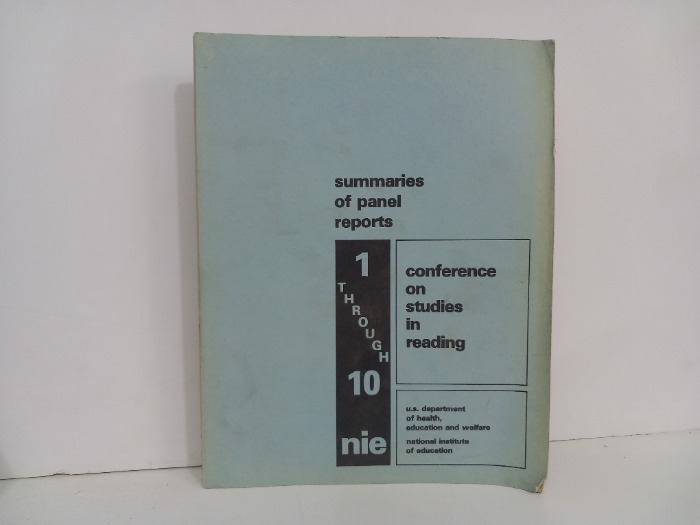 summaries
of panel
reports
1
THROUGH
10
nie
conference
on
studies
in
reading
u.s. department
of health,
education and welfare
national institute
of education